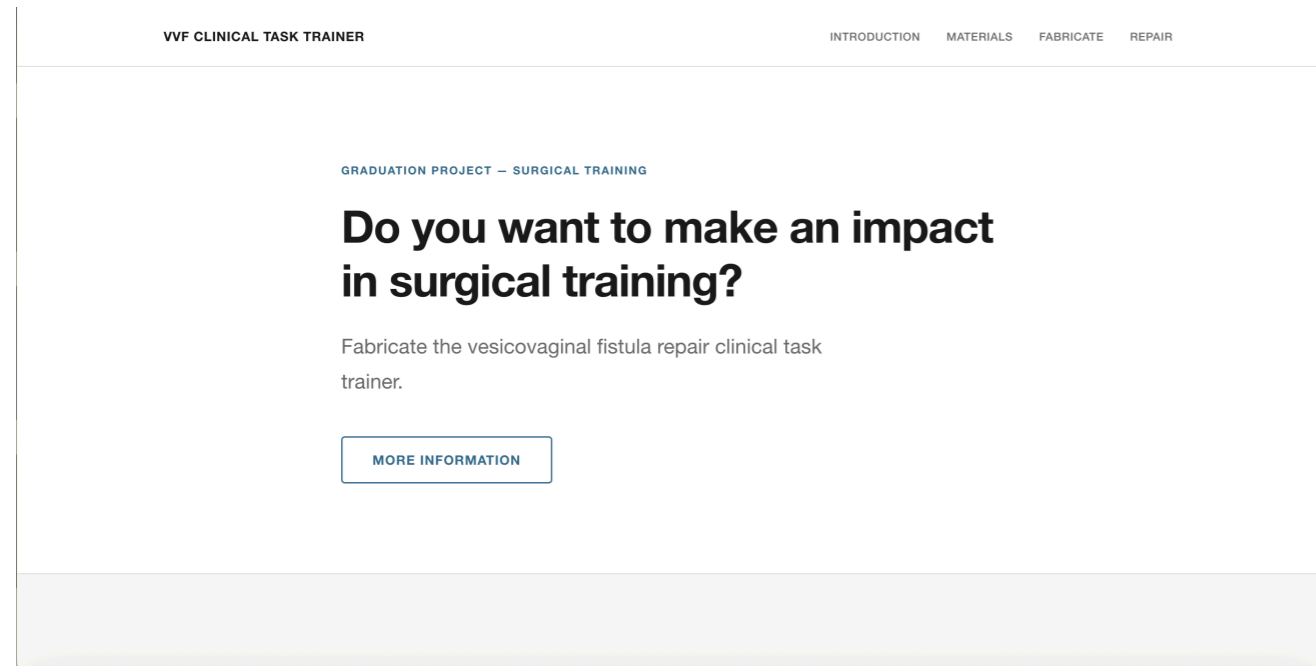 VVF CLINICAL TASK TRAINER
INTRODUCTION
MATERIALS
FABRICATE
REPAIR
GRADUATION PROJECT — SURGICAL TRAINING
Do you want to make an impact
in surgical training?
Fabricate the vesicovaginal fistula repair clinical task
trainer.
MORE INFORMATION